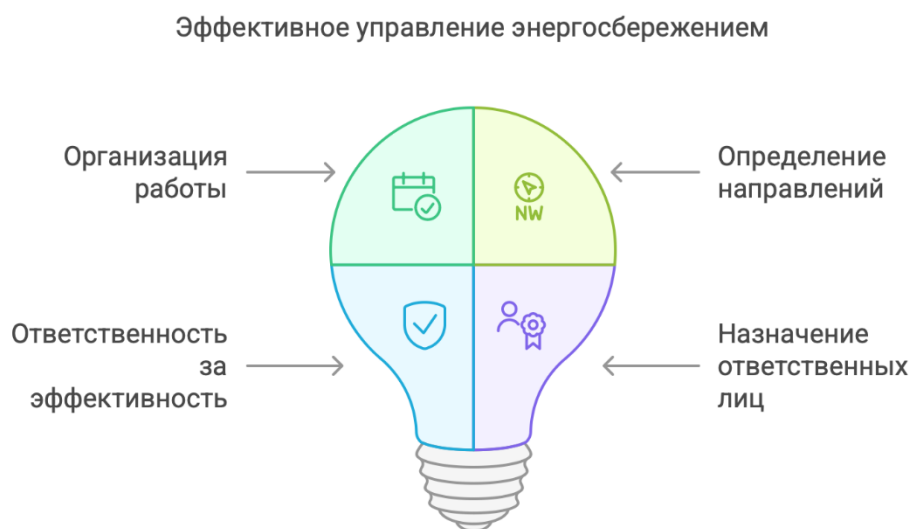 Эффективное управление энергосбережением
Организация
работы
Определение
направлений
NW
Ответственность
за
эффективность
Назначение
ответственных
лиц